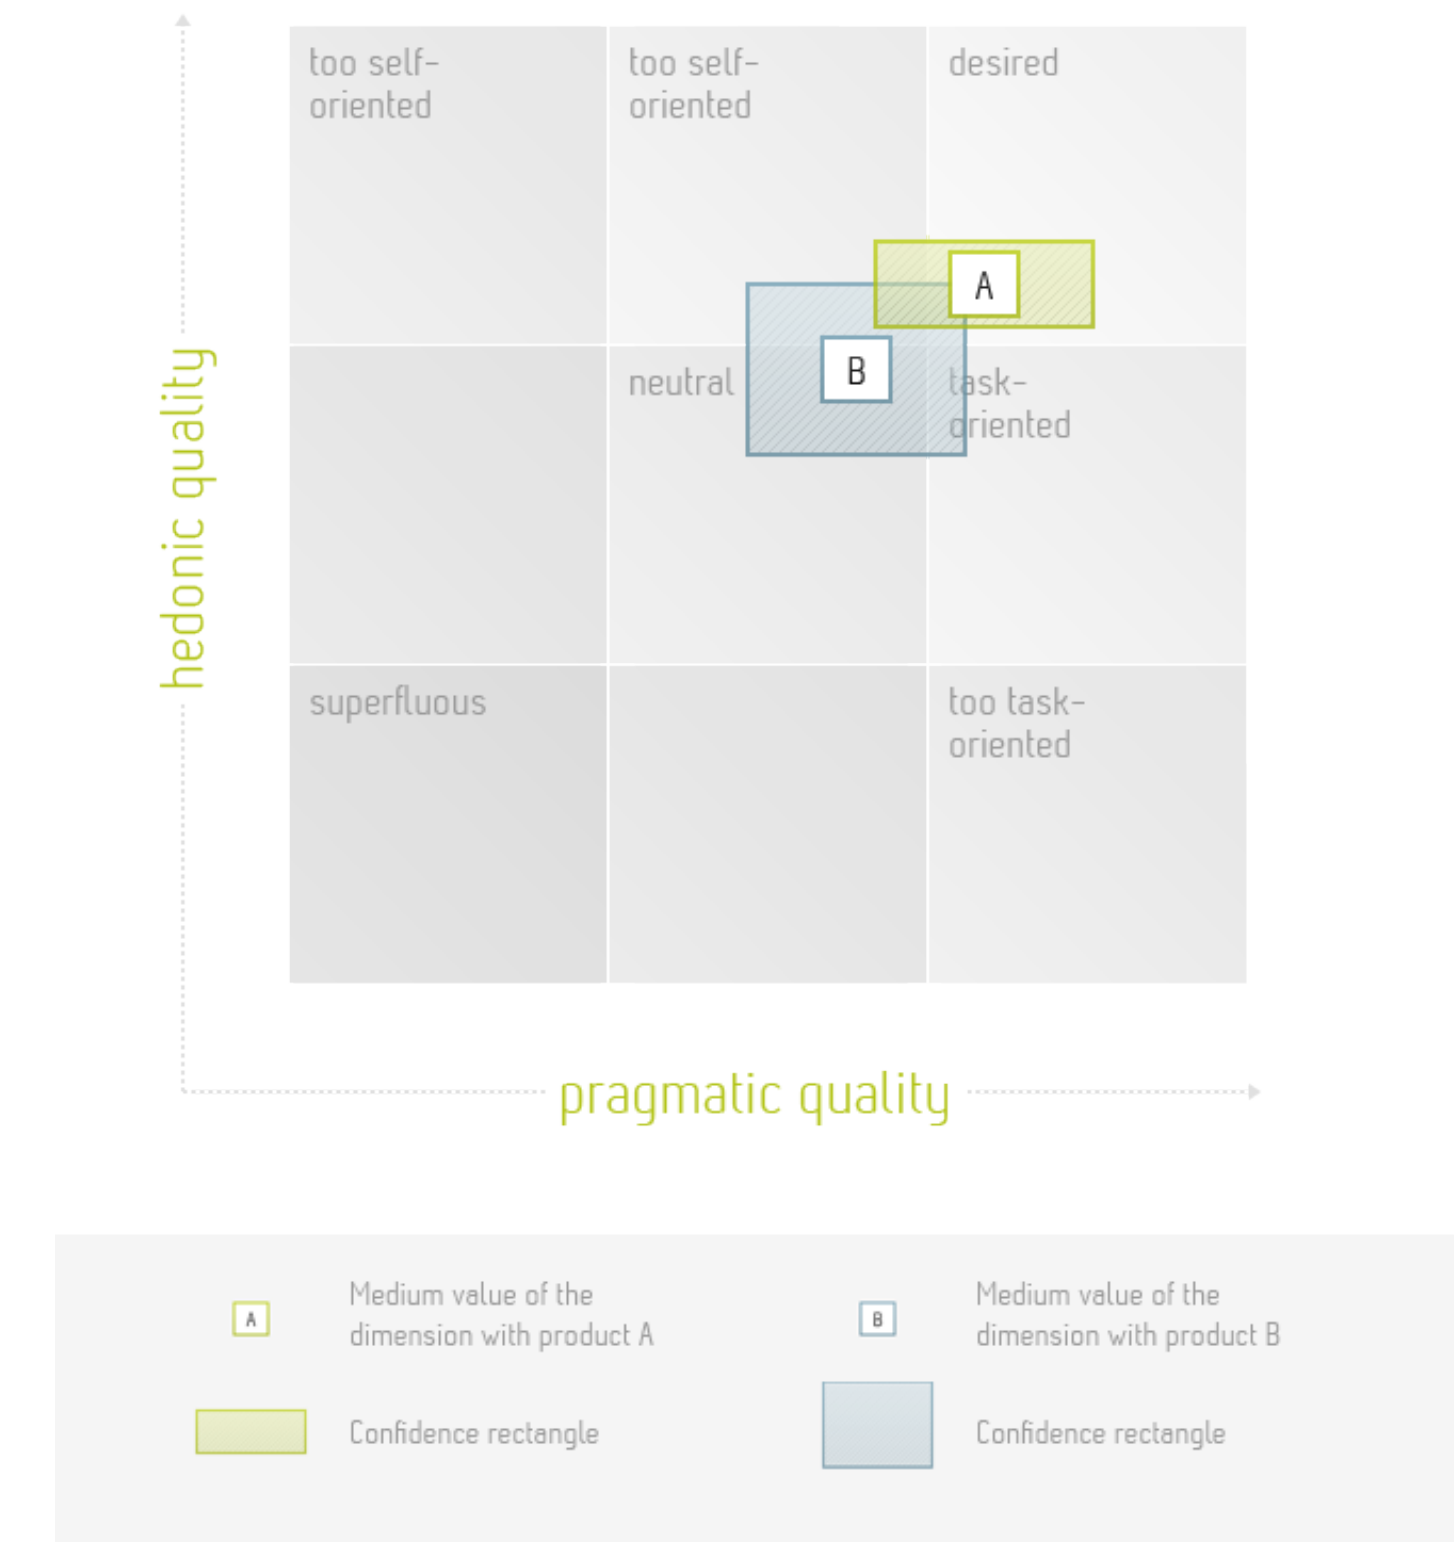 too self-
oriented
too self-
oriented
desired
A
B
neutral
task-
oriented
hedonic quality
superfluous
too task-
oriented
pragmatic quality
A
Medium value of the
dimension with product A
B
Medium value of the
dimension with product B
Confidence rectangle
Confidence rectangle